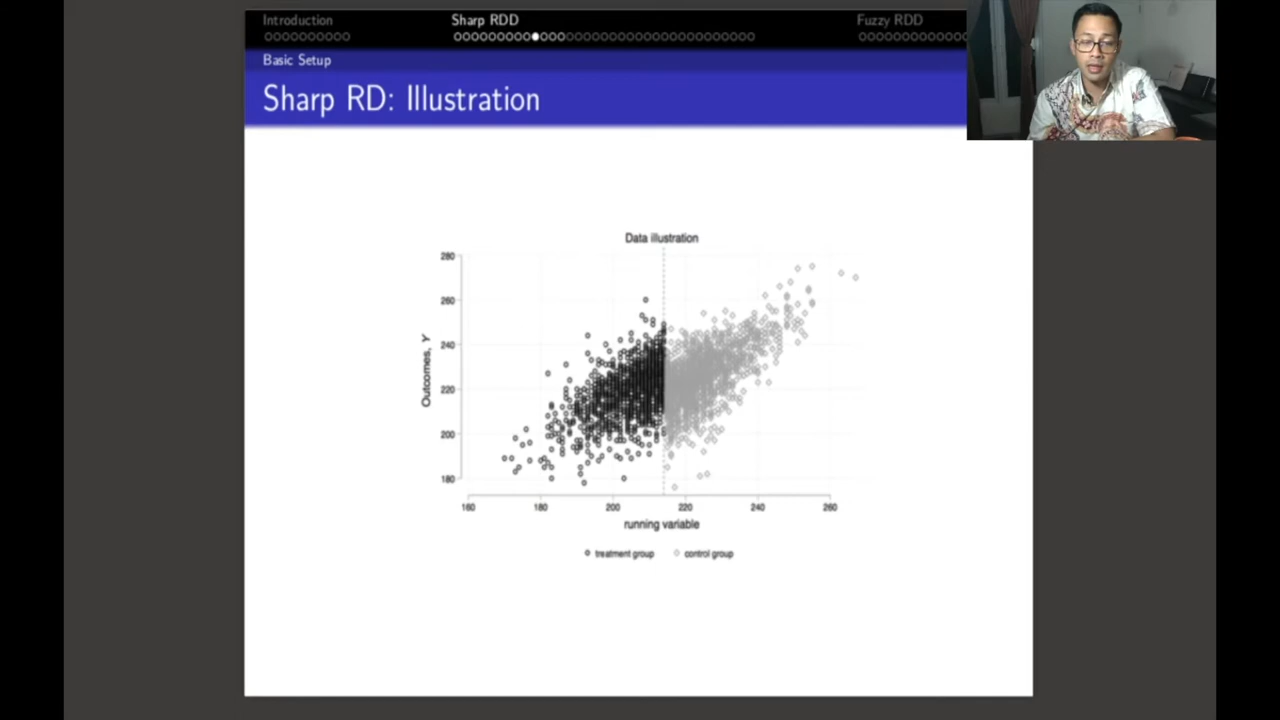 Introduction
Sharp RDD
Fuzzy RDD
Basic Setup
Sharp RD: Illustration
Data illustration
280
260
240
220
200
180
Outcomes, Y
160 180 200 220 240 260
running variable
treatment group control group